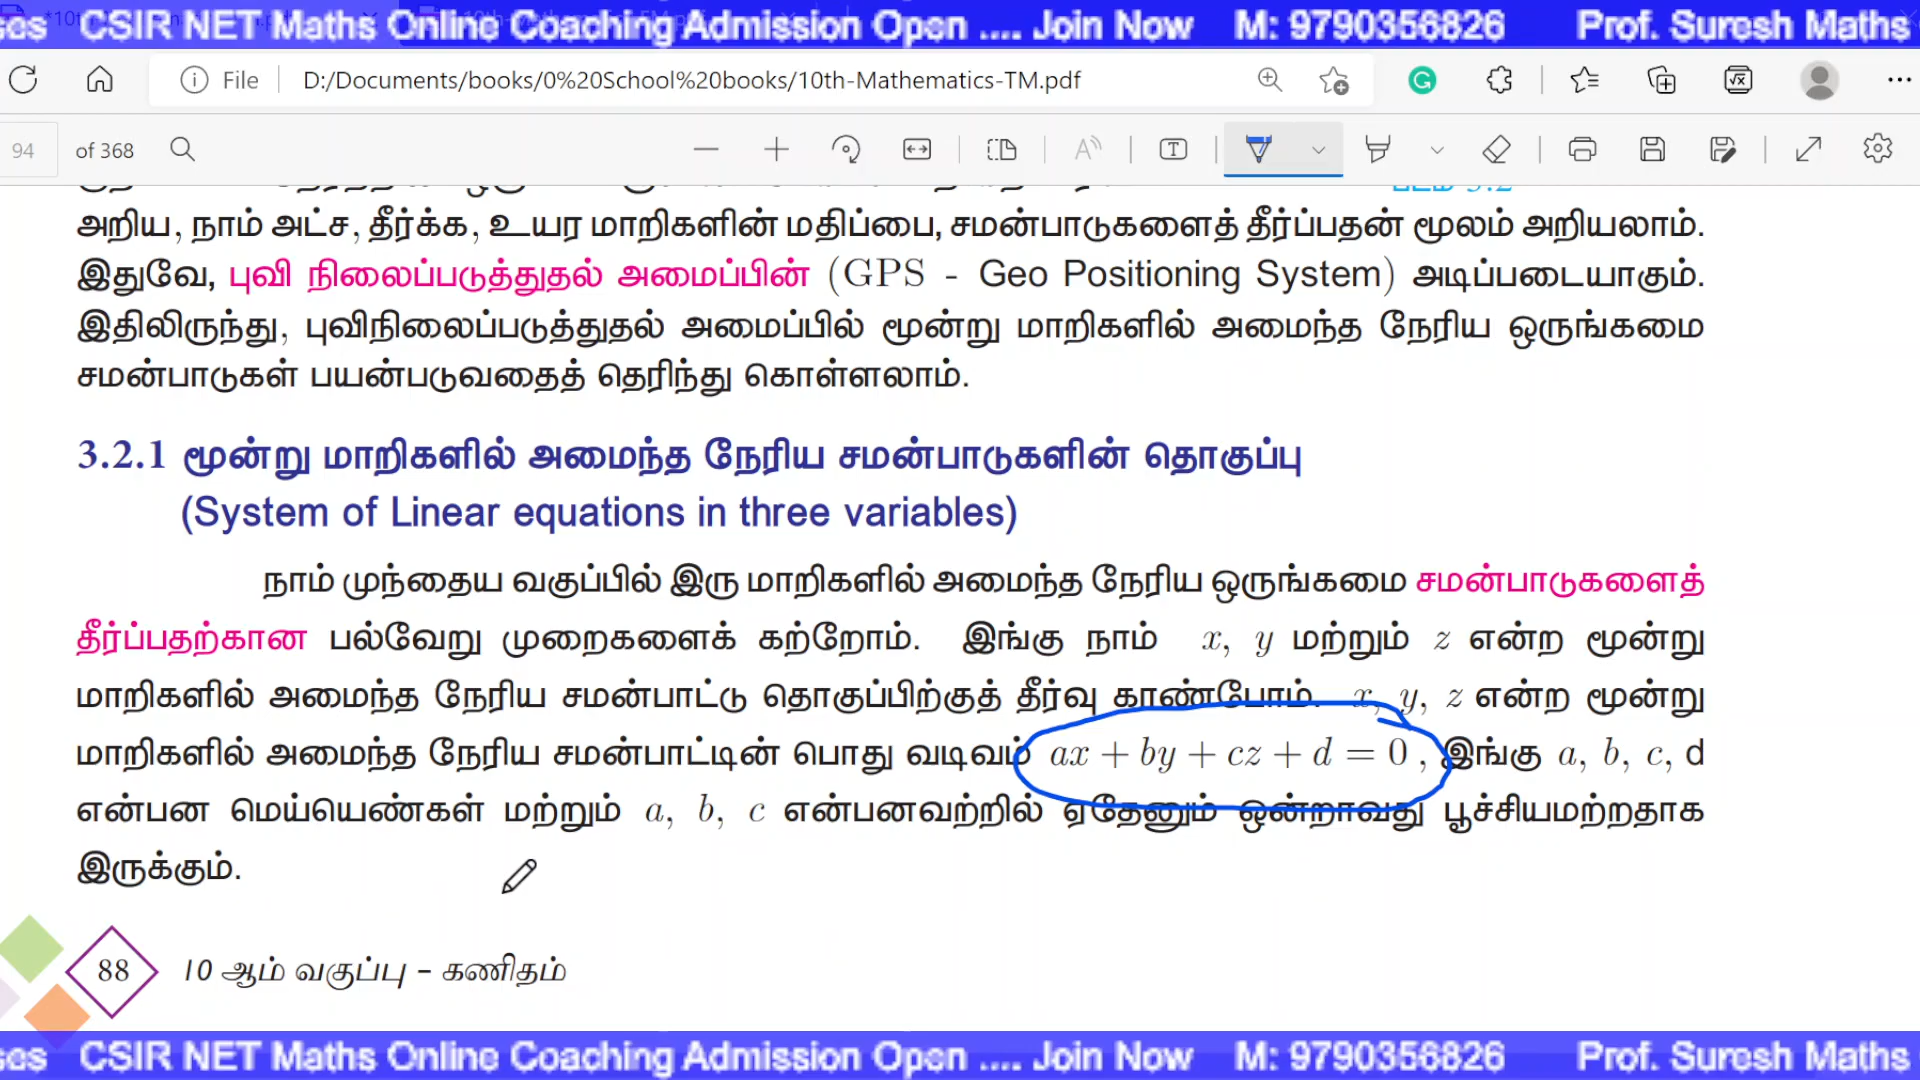 ses CSIR NET Maths Online Coaching Admission Open .... Join Now M: 9790356826 Prof. Suresh Maths
File D:/Documents/books/0%20School%20books/10th-Mathematics-TM.pdf
94 of 368
அறிய, நாம் அட்ச, தீர்க்க, உயர மாறிகளின் மதிப்பை, சமன்பாடுகளைத் தீர்ப்பதன் மூலம் அறியலாம்.
இதுவே, புவி நிலைப்படுத்துதல் அமைப்பின் (GPS - Geo Positioning System) அடிப்படையாகும்.
இதிலிருந்து, புவிநிலைப்படுத்துதல் அமைப்பில் மூன்று மாறிகளில் அமைந்த நேரிய ஒருங்கமை
சமன்பாடுகள் பயன்படுவதைத் தெரிந்து கொள்ளலாம்.
3.2.1 மூன்று மாறிகளில் அமைந்த நேரிய சமன்பாடுகளின் தொகுப்பு
(System of Linear equations in three variables)
நாம் முந்தைய வகுப்பில் இரு மாறிகளில் அமைந்த நேரிய ஒருங்கமை சமன்பாடுகளைத்
தீர்ப்பதற்கான பல்வேறு முறைகளைக் கற்றோம். இங்கு நாம் x, y மற்றும் z என்ற மூன்று
மாறிகளில் அமைந்த நேரிய சமன்பாட்டு தொகுப்பிற்குத் தீர்வு காண்போம். x, y, z என்ற மூன்று
மாறிகளில் அமைந்த நேரிய சமன்பாட்டின் பொது வடிவம் ax + by + cz + d = 0 , இங்கு a, b, c, d
என்பன மெய்யெண்கள் மற்றும் a, b, c என்பனவற்றில் ஏதேனும் ஒன்றாவது பூச்சியமற்றதாக
இருக்கும்.
88 10 ஆம் வகுப்பு – கணிதம்
ses CSIR NET Maths Online Coaching Admission Open .... Join Now M: 9790356826 Prof. Suresh Maths